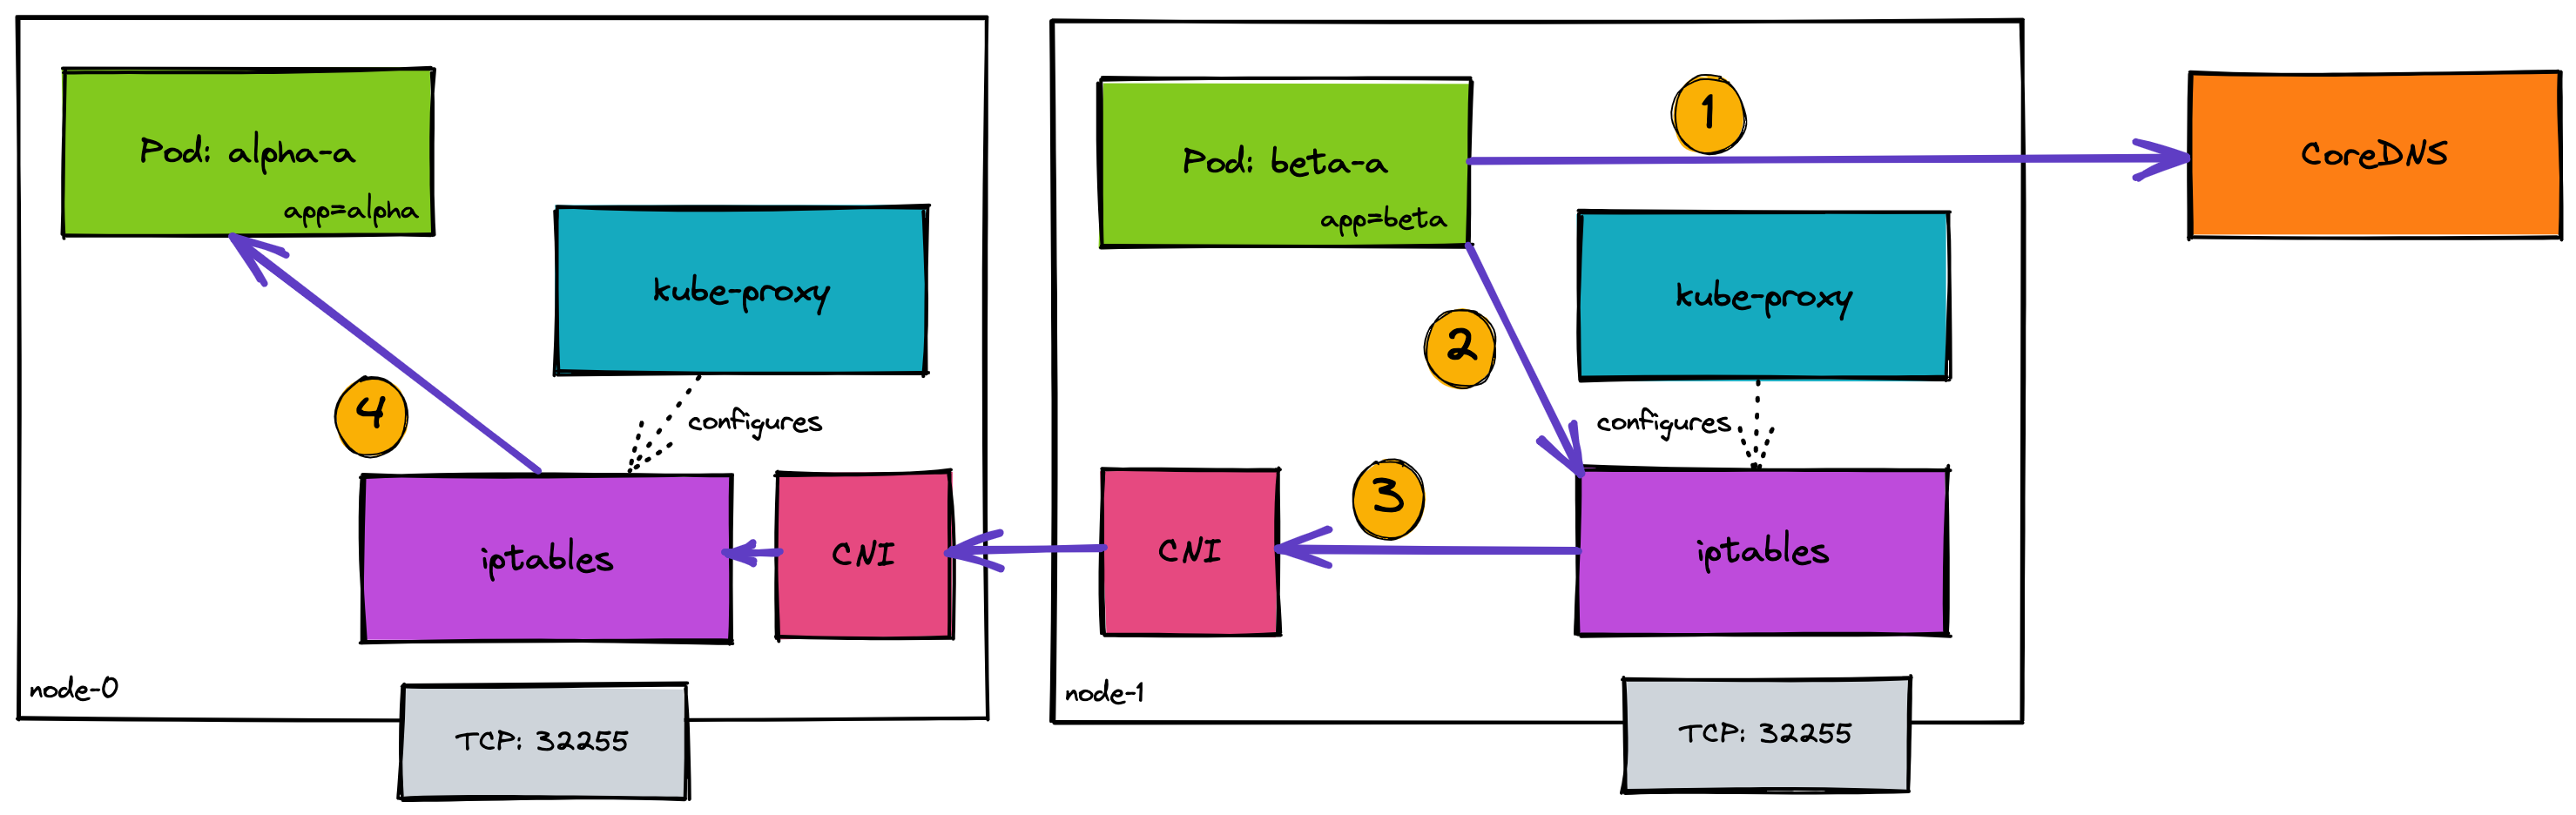 Pod: alpha-a
app=alpha
kube-proxy
configures
4
iptables
CNI
node-0
TCP: 32255
Pod: beta-a
app=beta
1
CoreDNS
kube-proxy
2
configures
3
CNI
iptables
node-1
TCP: 32255